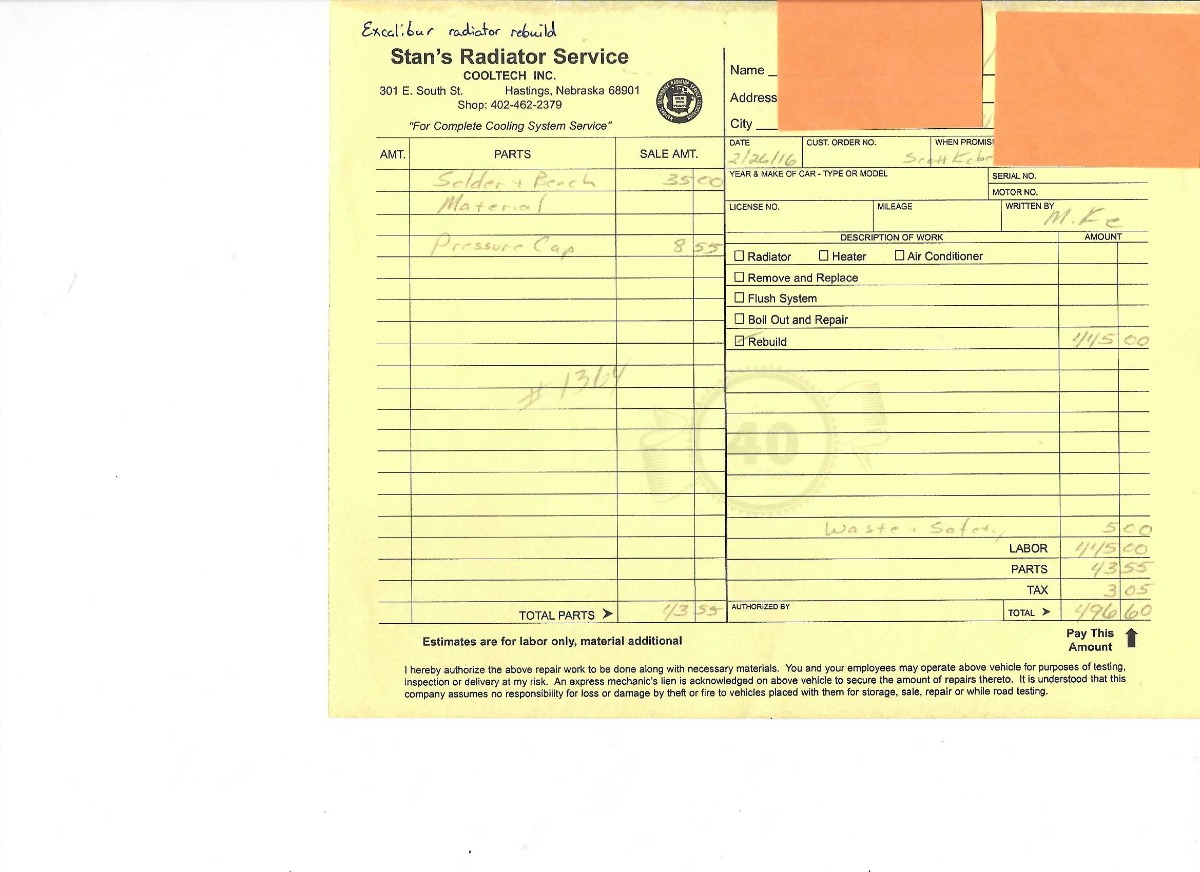 Excalibur radiator rebuild
Stan's Radiator Service
COOLTECH INC.
301 E. South St. Hastings, Nebraska 68901
Shop: 402-462-2379
"For Complete Cooling System Service"
Name
Address
City
AMT. PARTS SALE AMT.
Solder + Bench 35 00
Material
Pressure Cap 8 55
#1364
TOTAL PARTS ➤ 43 55
DATE CUST. ORDER NO. WHEN PROMIS
2/26/16 Scott
YEAR & MAKE OF CAR - TYPE OR MODEL SERIAL NO.
MOTOR NO.
LICENSE NO. MILEAGE WRITTEN BY
M. Ke
DESCRIPTION OF WORK AMOUNT
☐ Radiator ☐ Heater ☐ Air Conditioner
☐ Remove and Replace
☐ Flush System
☐ Boil Out and Repair
☑ Rebuild 445 00
40
Waste + Safety 5 00
LABOR 445 00
PARTS 43 55
TAX 3 05
AUTHORIZED BY TOTAL ➤ 496 60
Estimates are for labor only, material additional
Pay This
Amount
I hereby authorize the above repair work to be done along with necessary materials. You and your employees may operate above vehicle for purposes of testing,
inspection or delivery at my risk. An express mechanic's lien is acknowledged on above vehicle to secure the amount of repairs thereto. It is understood that this
company assumes no responsibility for loss or damage by theft or fire to vehicles placed with them for storage, sale, repair or while road testing.